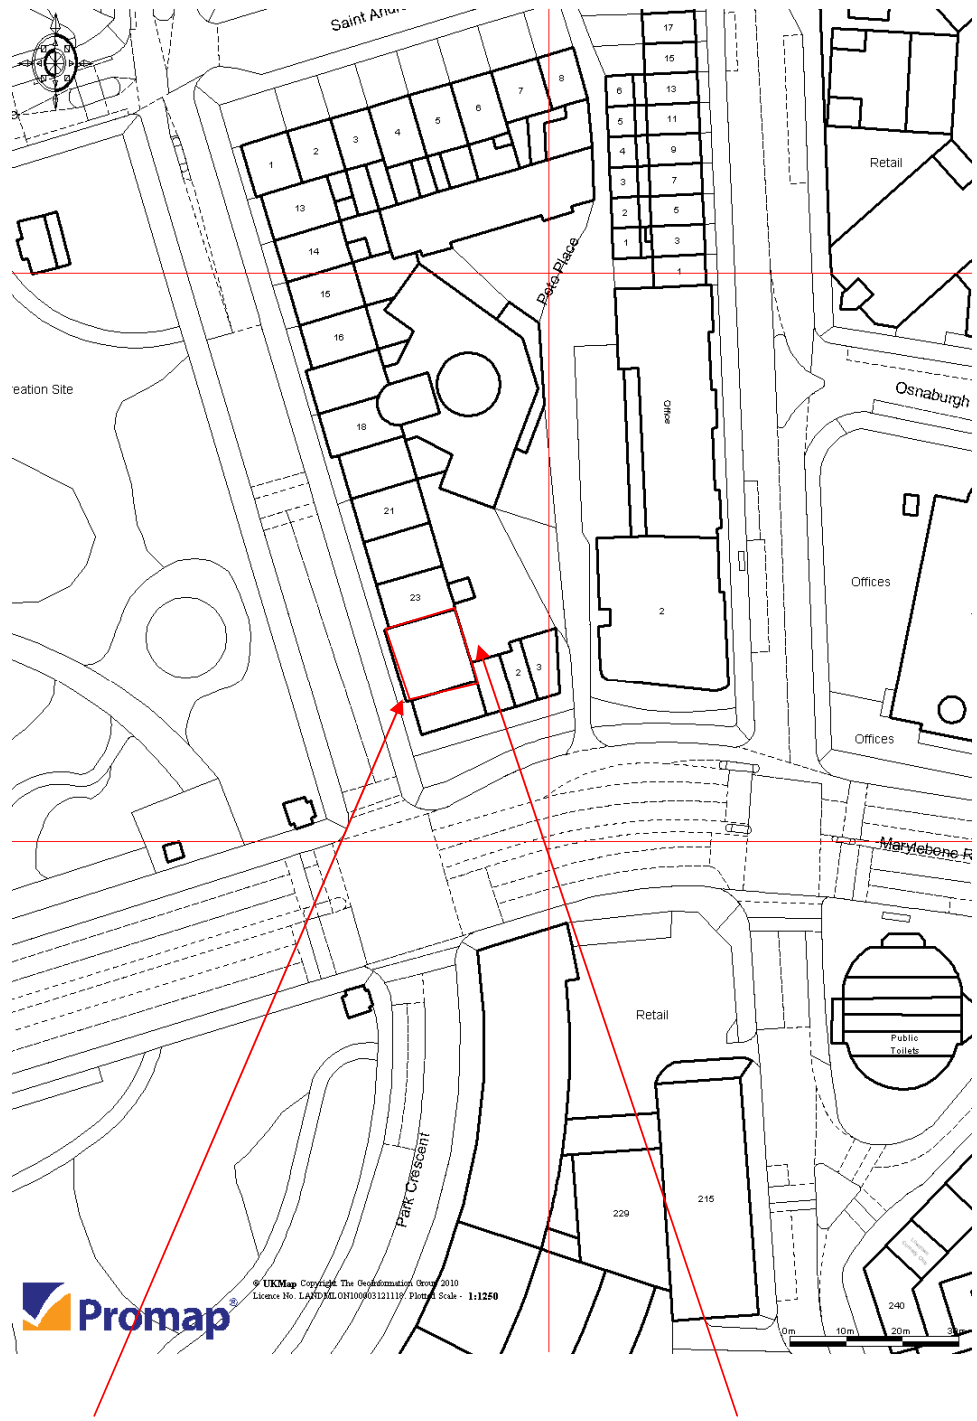 Saint Andre
17
15
13
11
9
7
5
3
1
6
5
4
3
2
1
8
7
6
5
4
3
2
1
13
14
15
16
18
21
23
2
3
2
Retail
Peto Place
Office
Osnaburgh
reation Site
Offices
Offices
Marylebone R
Retail
Public
Toilets
Park Crescent
229
215
240
© UKMap Copyright The GeoInformation Group 2010
Licence No. LANDMLON100003121118. Plotted Scale - 1:1250
Promap®
0m 10m 20m 30m